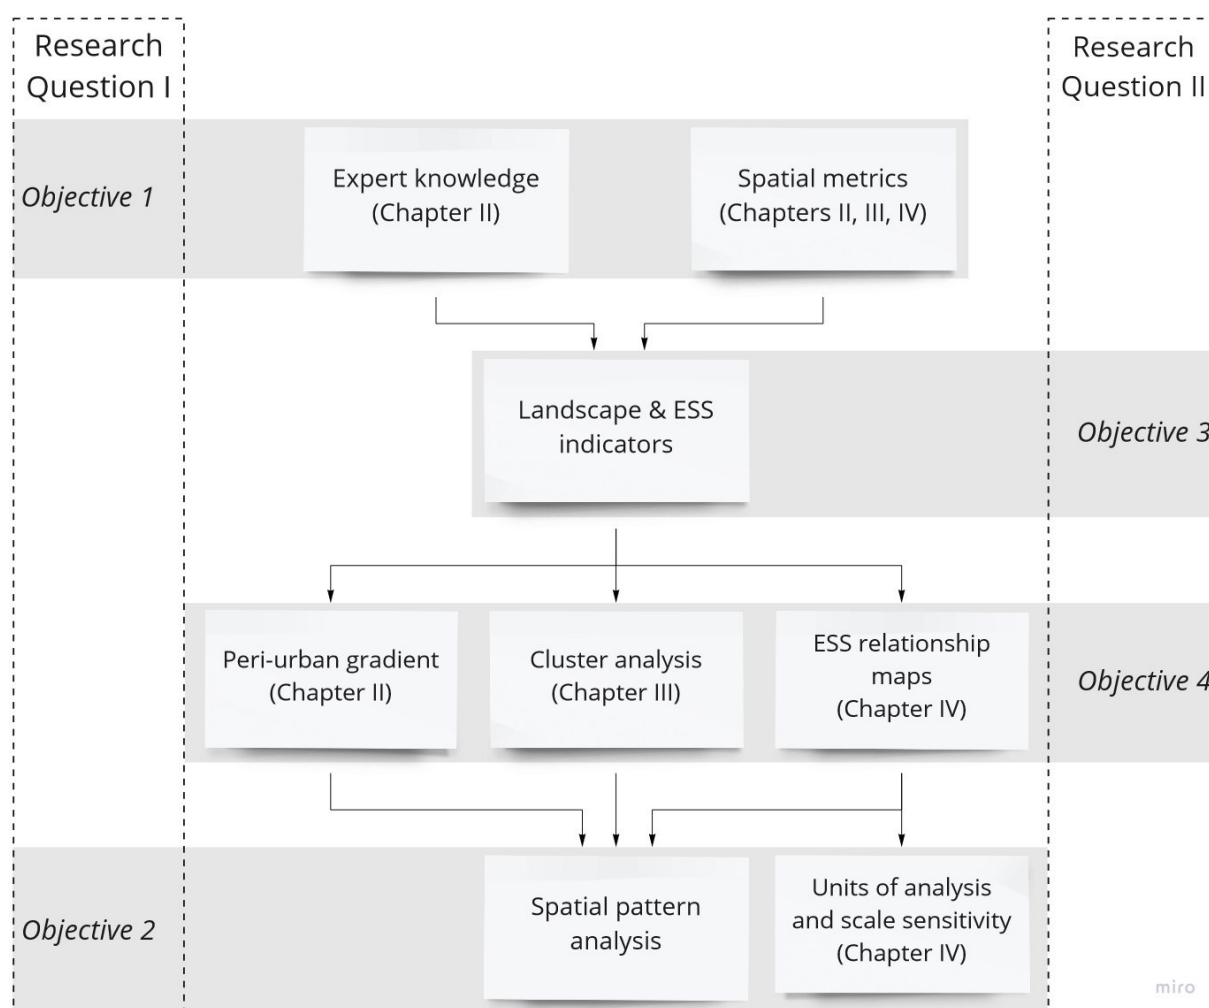 Research
Question I
Research
Question II
Objective 1
Expert knowledge
(Chapter II)
Spatial metrics
(Chapters II, III, IV)
Landscape & ESS
indicators
Objective 3
Peri-urban gradient
(Chapter II)
Cluster analysis
(Chapter III)
ESS relationship
maps
(Chapter IV)
Objective 4
Objective 2
Spatial pattern
analysis
Units of analysis
and scale sensitivity
(Chapter IV)
miro